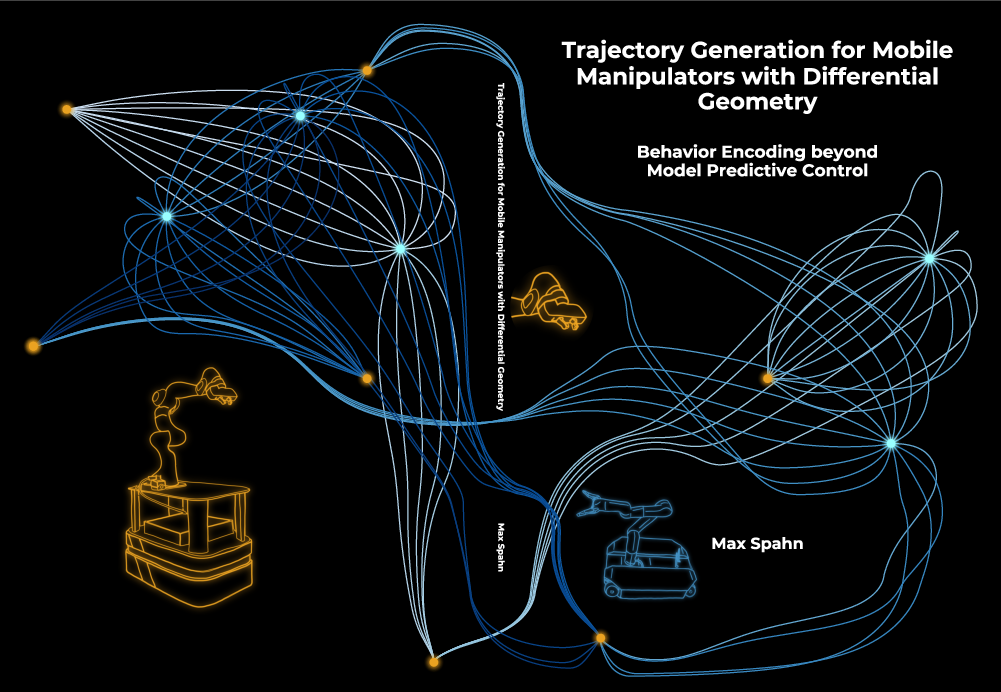 Trajectory Generation for Mobile
Manipulators with Differential
Geometry
Behavior Encoding beyond
Model Predictive Control
Max Spahn
Trajectory Generation for Mobile Manipulators with Differential Geometry
Max Spahn